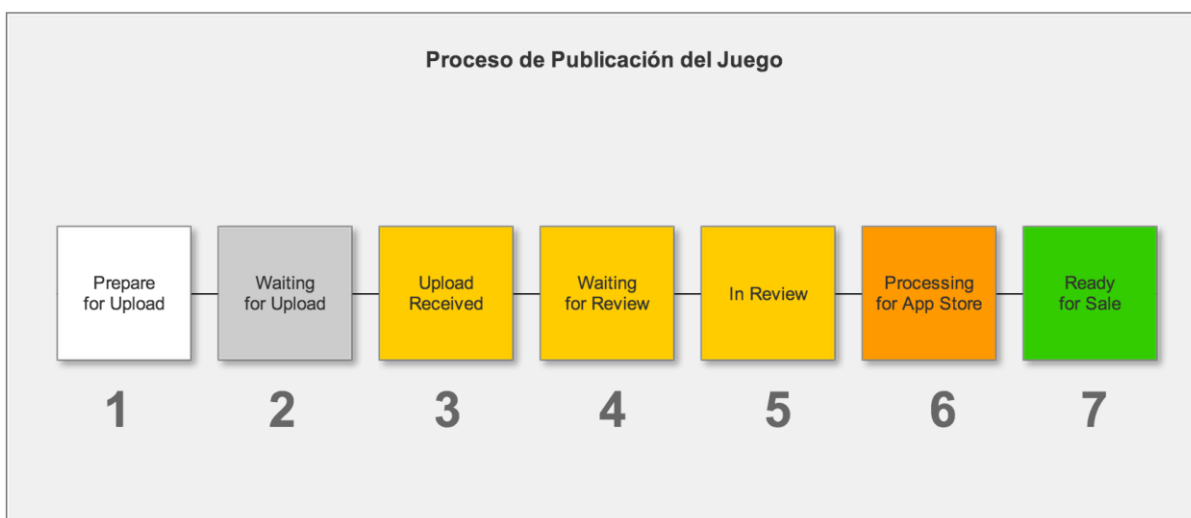 Proceso de Publicación del Juego
Prepare
for Upload
Waiting
for Upload
Upload
Received
Waiting
for Review
In Review
Processing
for App Store
Ready
for Sale
1 2 3 4 5 6 7